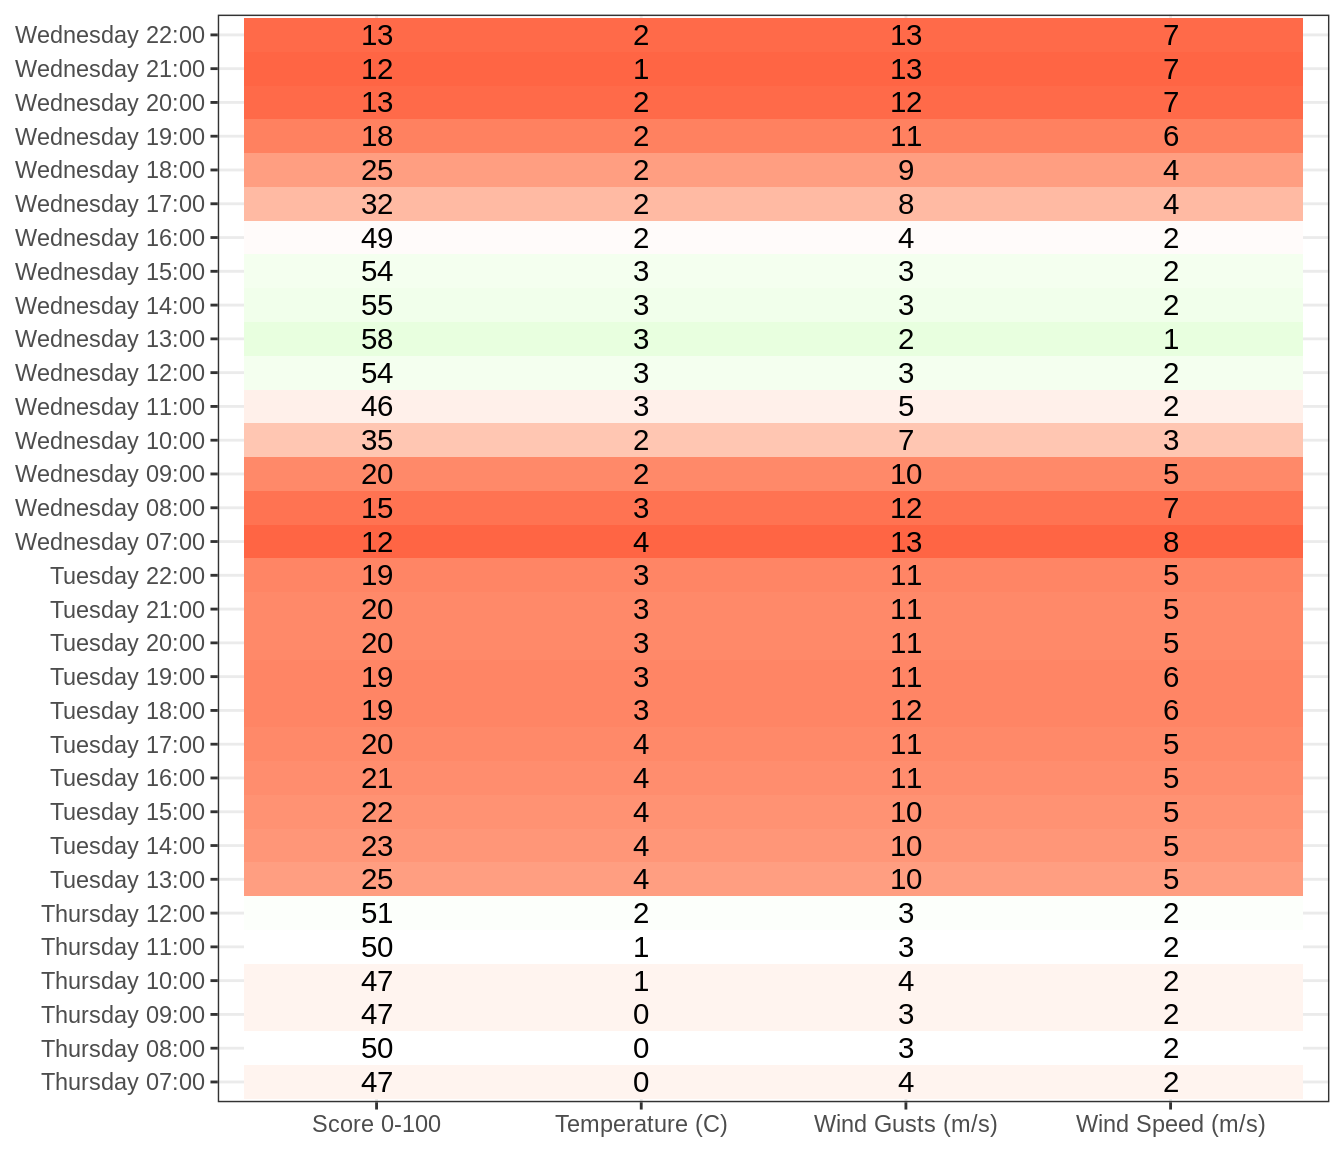 Wednesday 22:00 13 2 13 7
Wednesday 21:00 12 1 13 7
Wednesday 20:00 13 2 12 7
Wednesday 19:00 18 2 11 6
Wednesday 18:00 25 2 9 4
Wednesday 17:00 32 2 8 4
Wednesday 16:00 49 2 4 2
Wednesday 15:00 54 3 3 2
Wednesday 14:00 55 3 3 2
Wednesday 13:00 58 3 2 1
Wednesday 12:00 54 3 3 2
Wednesday 11:00 46 3 5 2
Wednesday 10:00 35 2 7 3
Wednesday 09:00 20 2 10 5
Wednesday 08:00 15 3 12 7
Wednesday 07:00 12 4 13 8
Tuesday 22:00 19 3 11 5
Tuesday 21:00 20 3 11 5
Tuesday 20:00 20 3 11 5
Tuesday 19:00 19 3 11 6
Tuesday 18:00 19 3 12 6
Tuesday 17:00 20 4 11 5
Tuesday 16:00 21 4 11 5
Tuesday 15:00 22 4 10 5
Tuesday 14:00 23 4 10 5
Tuesday 13:00 25 4 10 5
Thursday 12:00 51 2 3 2
Thursday 11:00 50 1 3 2
Thursday 10:00 47 1 4 2
Thursday 09:00 47 0 3 2
Thursday 08:00 50 0 3 2
Thursday 07:00 47 0 4 2
Score 0-100 Temperature (C) Wind Gusts (m/s) Wind Speed (m/s)